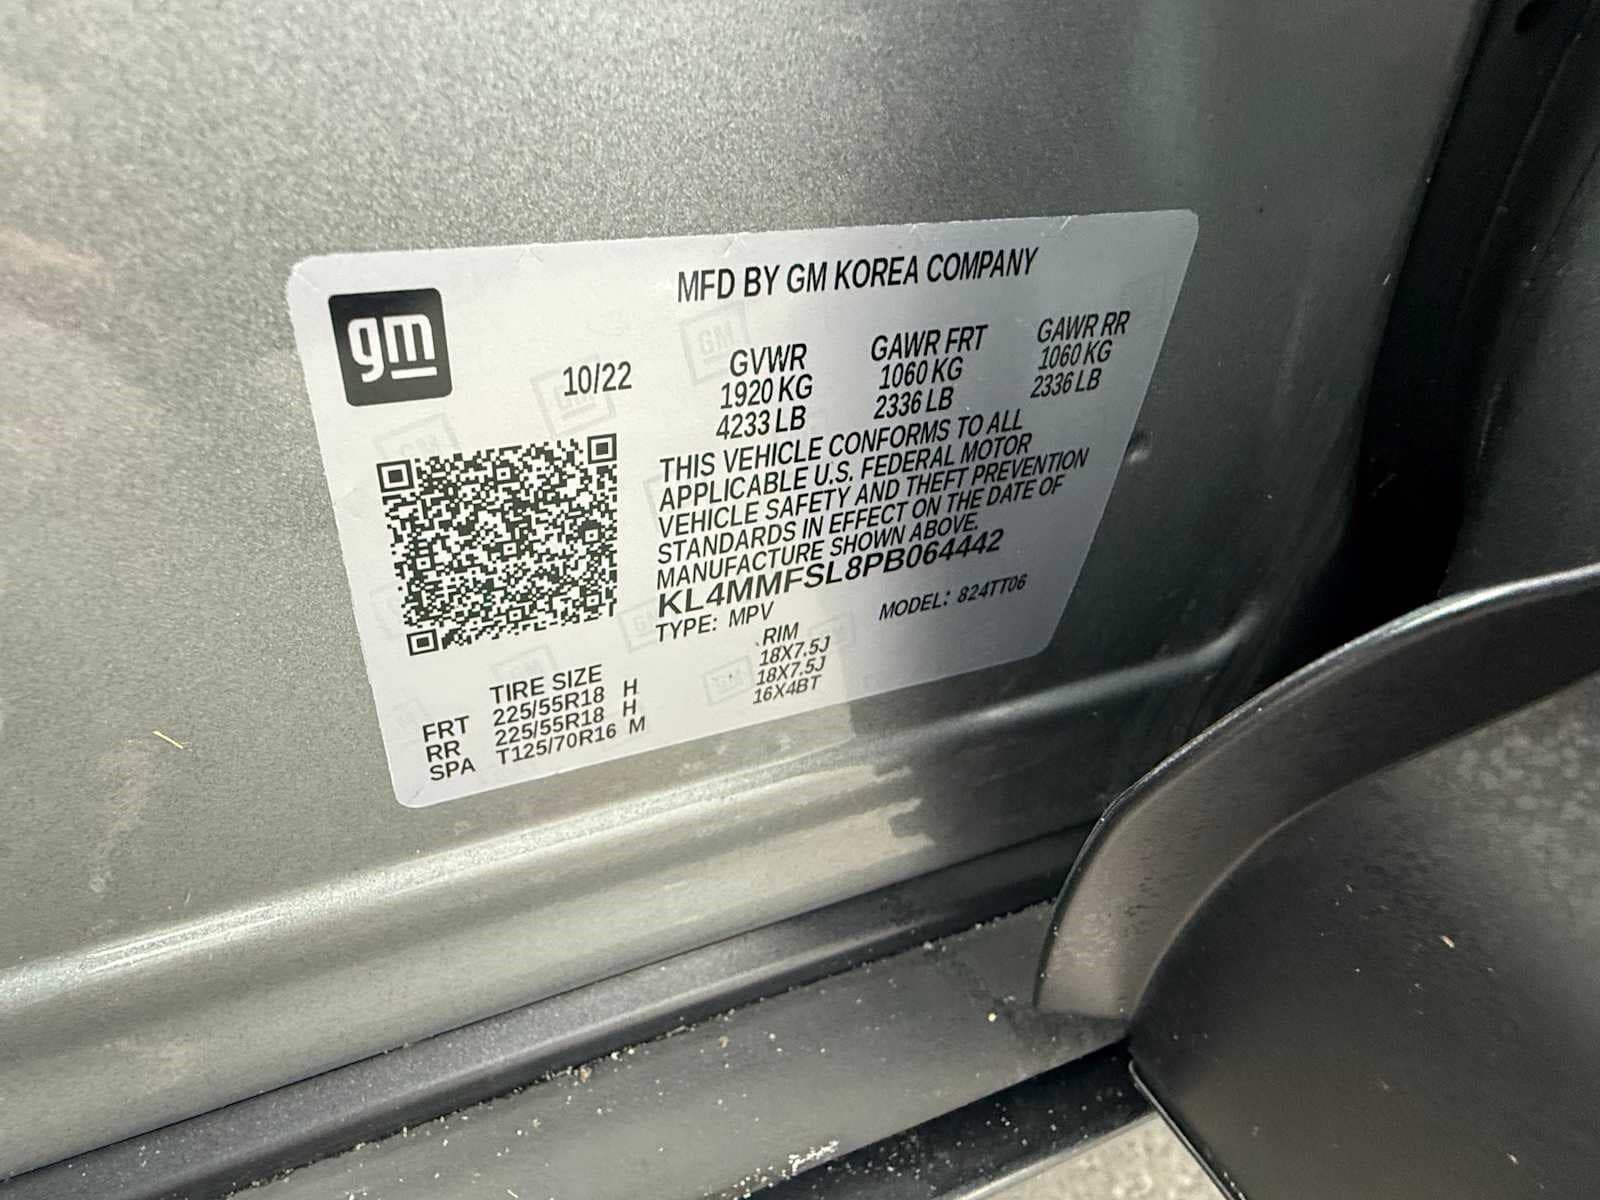 gm
MFD BY GM KOREA COMPANY
10/22
GVWR GAWR FRT GAWR RR
1920 KG 1060 KG 1060 KG
4233 LB 2336 LB 2336 LB
THIS VEHICLE CONFORMS TO ALL
APPLICABLE U.S. FEDERAL MOTOR
VEHICLE SAFETY AND THEFT PREVENTION
STANDARDS IN EFFECT ON THE DATE OF
MANUFACTURE SHOWN ABOVE.
KL4MMFSL8PB064442
TYPE: MPV MODEL: 824TT06
TIRE SIZE RIM
FRT 225/55R18 H 18X7.5J
RR 225/55R18 H 18X7.5J
SPA T125/70R16 M 16X4BT